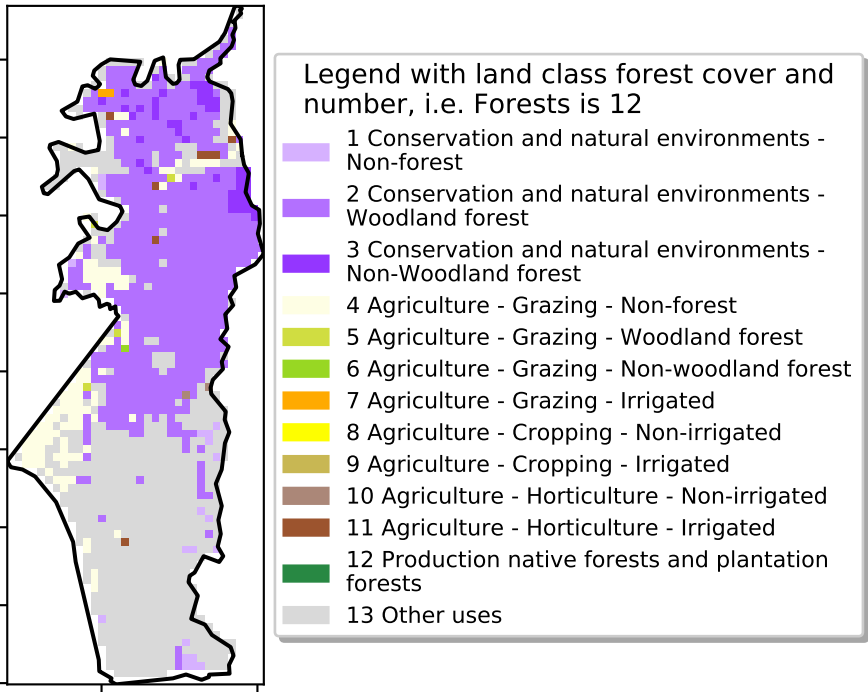 Legend with land class forest cover and
number, i.e. Forests is 12
1 Conservation and natural environments -
Non-forest
2 Conservation and natural environments -
Woodland forest
3 Conservation and natural environments -
Non-Woodland forest
4 Agriculture - Grazing - Non-forest
5 Agriculture - Grazing - Woodland forest
6 Agriculture - Grazing - Non-woodland forest
7 Agriculture - Grazing - Irrigated
8 Agriculture - Cropping - Non-irrigated
9 Agriculture - Cropping - Irrigated
10 Agriculture - Horticulture - Non-irrigated
11 Agriculture - Horticulture - Irrigated
12 Production native forests and plantation
forests
13 Other uses